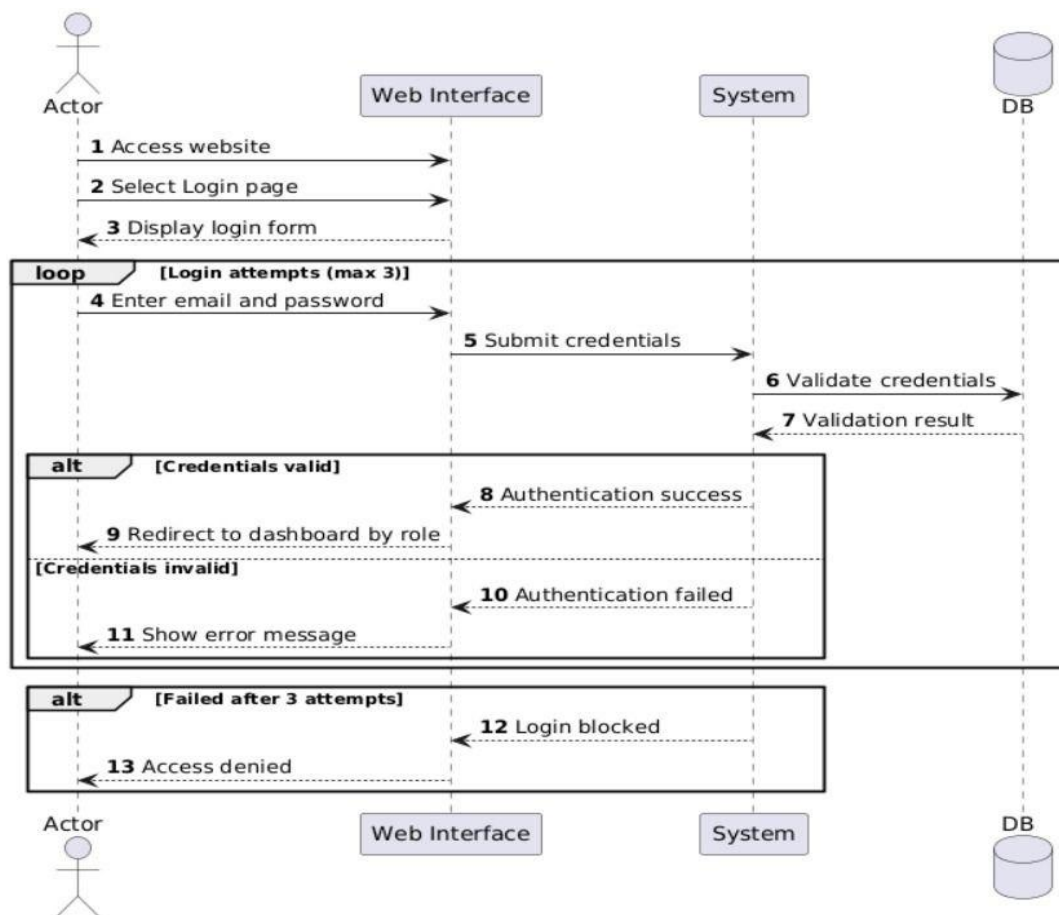 Actor
Web Interface
System
DB
1 Access website
2 Select Login page
3 Display login form
loop [Login attempts (max 3)]
4 Enter email and password
5 Submit credentials
6 Validate credentials
7 Validation result
alt [Credentials valid]
8 Authentication success
9 Redirect to dashboard by role
[Credentials invalid]
10 Authentication failed
11 Show error message
alt [Failed after 3 attempts]
12 Login blocked
13 Access denied
Actor
Web Interface
System
DB